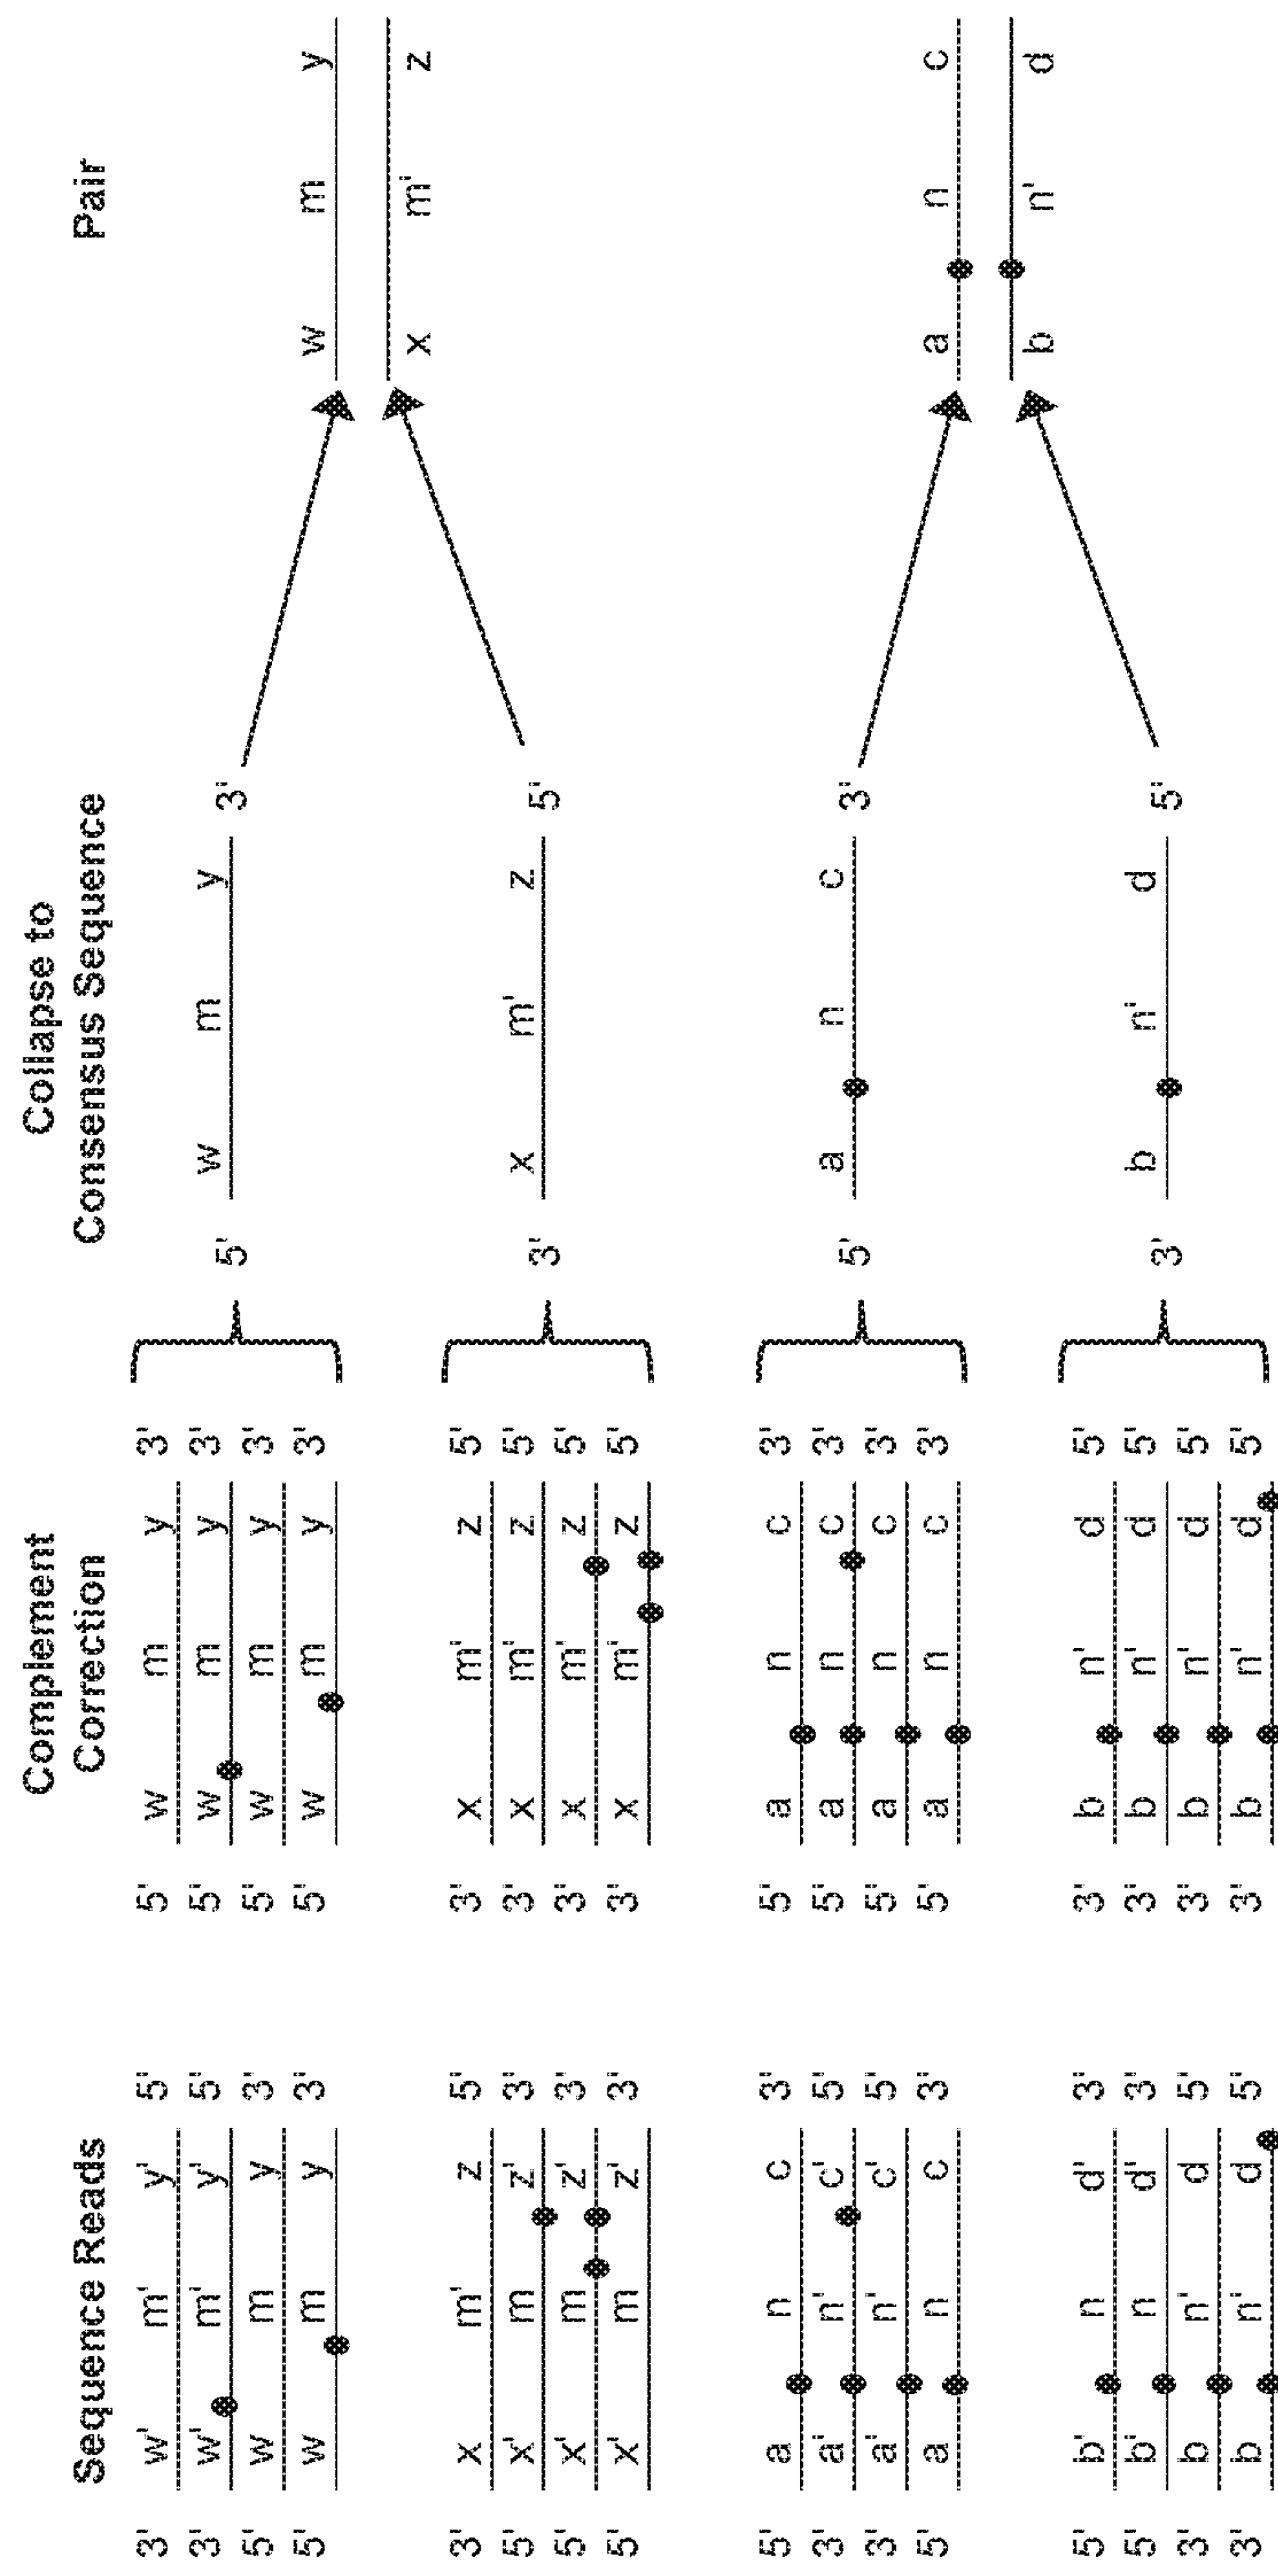 Sequence Reads
3' w' m' y' 5'
3' w' m' y' 5'
5' w m y 3'
5' w m y 3'
3' x m' z 5'
5' x' m z' 3'
5' x' m z' 3'
5' x' m z' 3'
5' a n c 3'
3' a' n' c' 5'
3' a' n' c' 5'
5' a n c 3'
5' b' n d' 3'
5' b' n d' 3'
3' b n' d 5'
3' b n' d 5'
Complement
Correction
5' w m y 3'
5' w m y 3'
5' w m y 3'
5' w m y 3'
3' x m' z 5'
3' x m' z 5'
3' x m' z 5'
3' x m' z 5'
5' a n c 3'
5' a n c 3'
5' a n c 3'
5' a n c 3'
3' b n' d 5'
3' b n' d 5'
3' b n' d 5'
3' b n' d 5'
Collapse to
Consensus Sequence
5' w m y 3'
3' x m' z 5'
5' a n c 3'
3' b n' d 5'
Pair
w m y
x m' z
a n c
b n' d